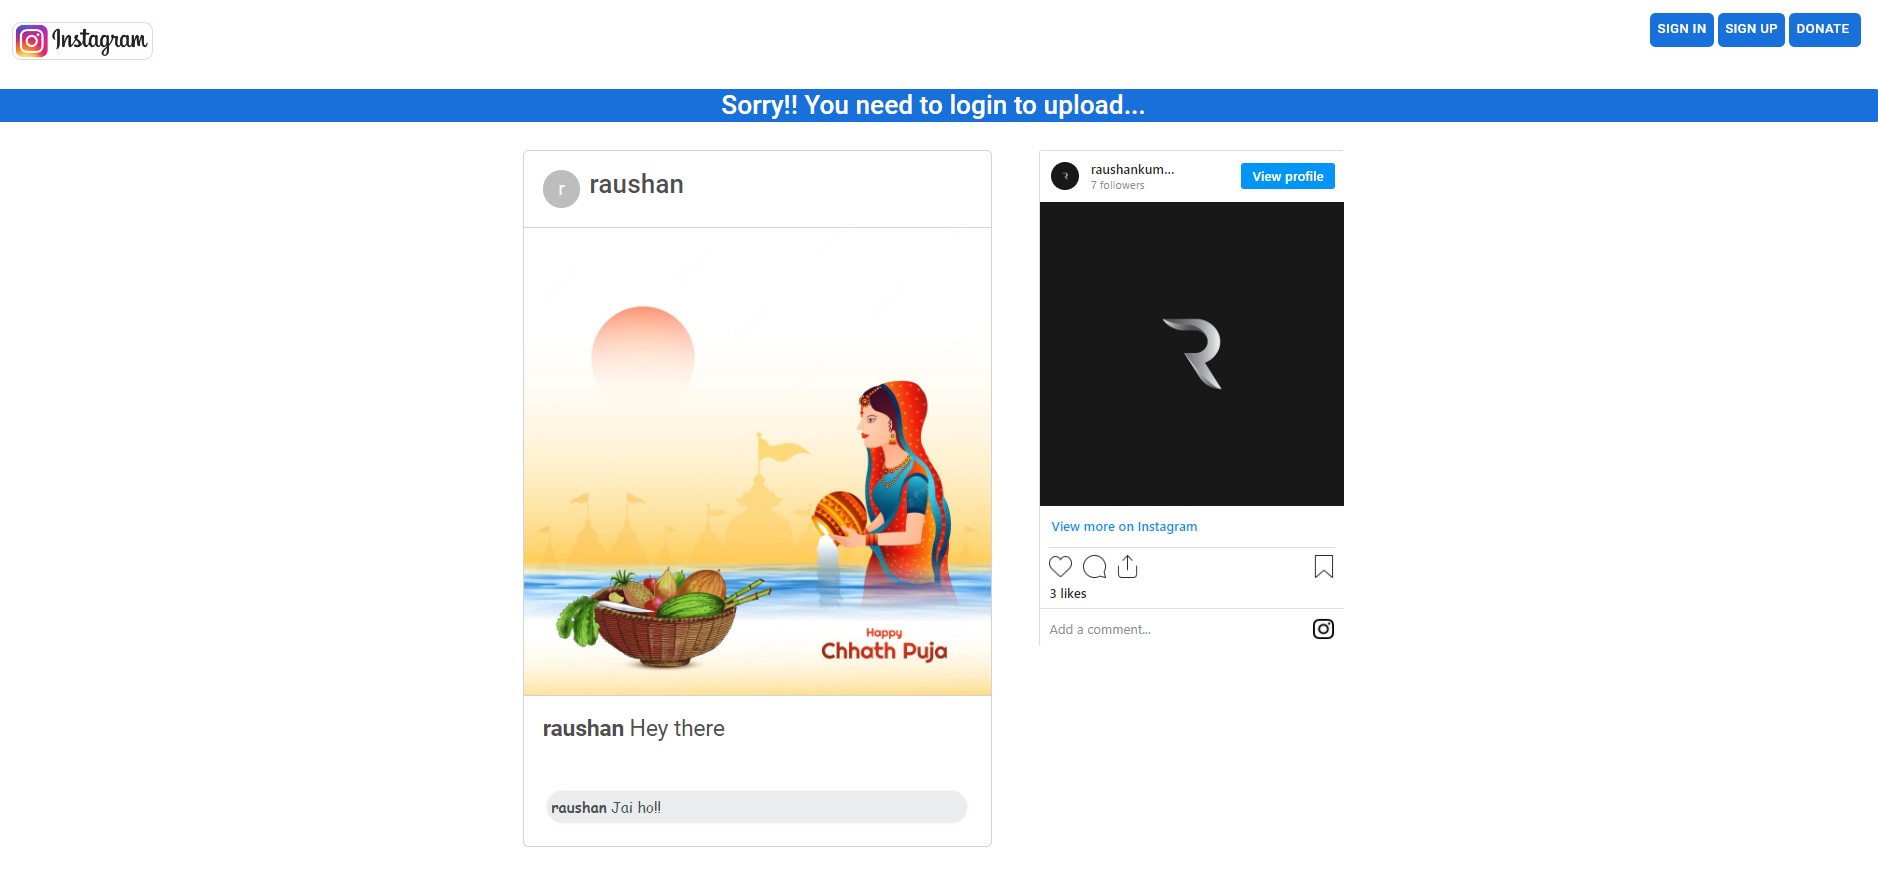 Instagram
SIGN IN
SIGN UP
DONATE
Sorry!! You need to login to upload...
r
raushan
Happy
Chhath Puja
raushan Hey there
raushan Jai ho!!
raushankum...
7 followers
View profile
R
View more on Instagram
3 likes
Add a comment...